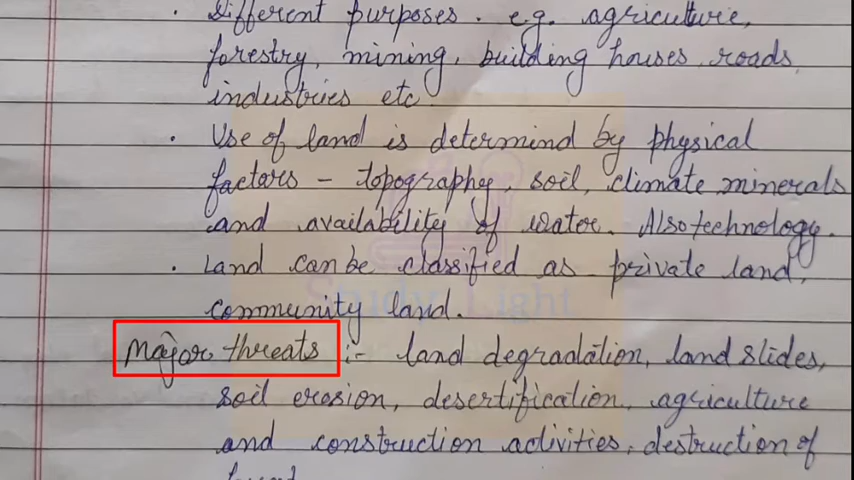 Different purposes. e.g. agriculture,
forestry, mining, building houses, roads,
industries etc
• Use of land is determind by physical
factors - topography, soil, climate minerals
and availability of water. Also technology.
• Land can be classified as private land,
community land.
Study Light
Major threats :- land degradation, land slides,
soil erosion, desertification, agriculture
and construction activities, destruction of